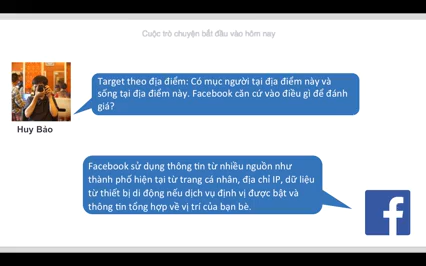 Cuộc trò chuyện bắt đầu vào hôm nay
Target theo địa điểm: Có mục người tại địa điểm này và
sống tại địa điểm này. Facebook căn cứ vào điều gì để đánh
giá?
Huy Báo
Facebook sử dụng thông tin từ nhiều nguồn như
thành phố hiện tại từ trang cá nhân, địa chỉ IP, dữ liệu
từ thiết bị di động nếu dịch vụ định vị được bật và
thông tin tổng hợp về vị trí của bạn bè.